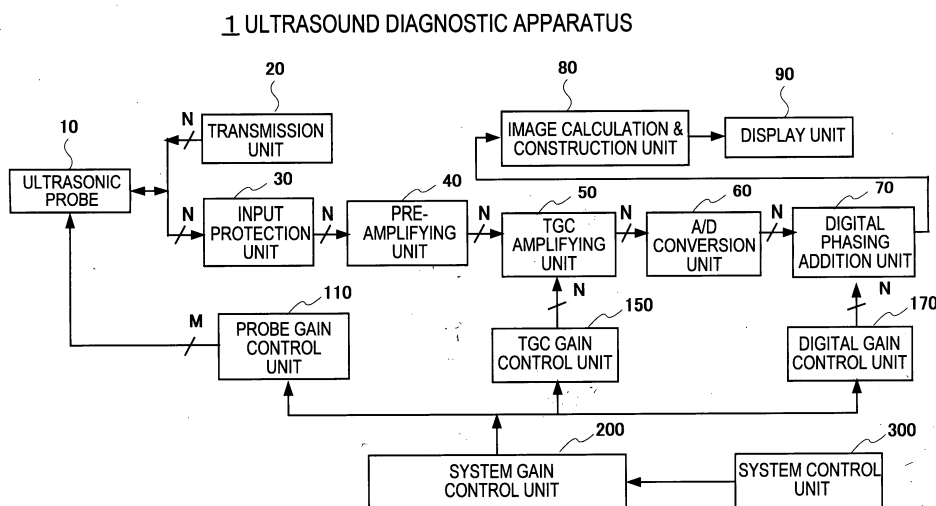 1 ULTRASOUND DIAGNOSTIC APPARATUS
80
90
20
N
TRANSMISSION
UNIT
IMAGE CALCULATION &
CONSTRUCTION UNIT
DISPLAY UNIT
10
ULTRASONIC
PROBE
30
40
50
60
70
N
INPUT
PROTECTION
UNIT
N
PRE-
AMPLIFYING
UNIT
N
TGC
AMPLIFYING
UNIT
N
A/D
CONVERSION
UNIT
N
DIGITAL
PHASING
ADDITION UNIT
N
N
110
150
170
M
PROBE GAIN
CONTROL
UNIT
TGC GAIN
CONTROL UNIT
DIGITAL GAIN
CONTROL UNIT
200
300
SYSTEM GAIN
CONTROL UNIT
SYSTEM CONTROL
UNIT